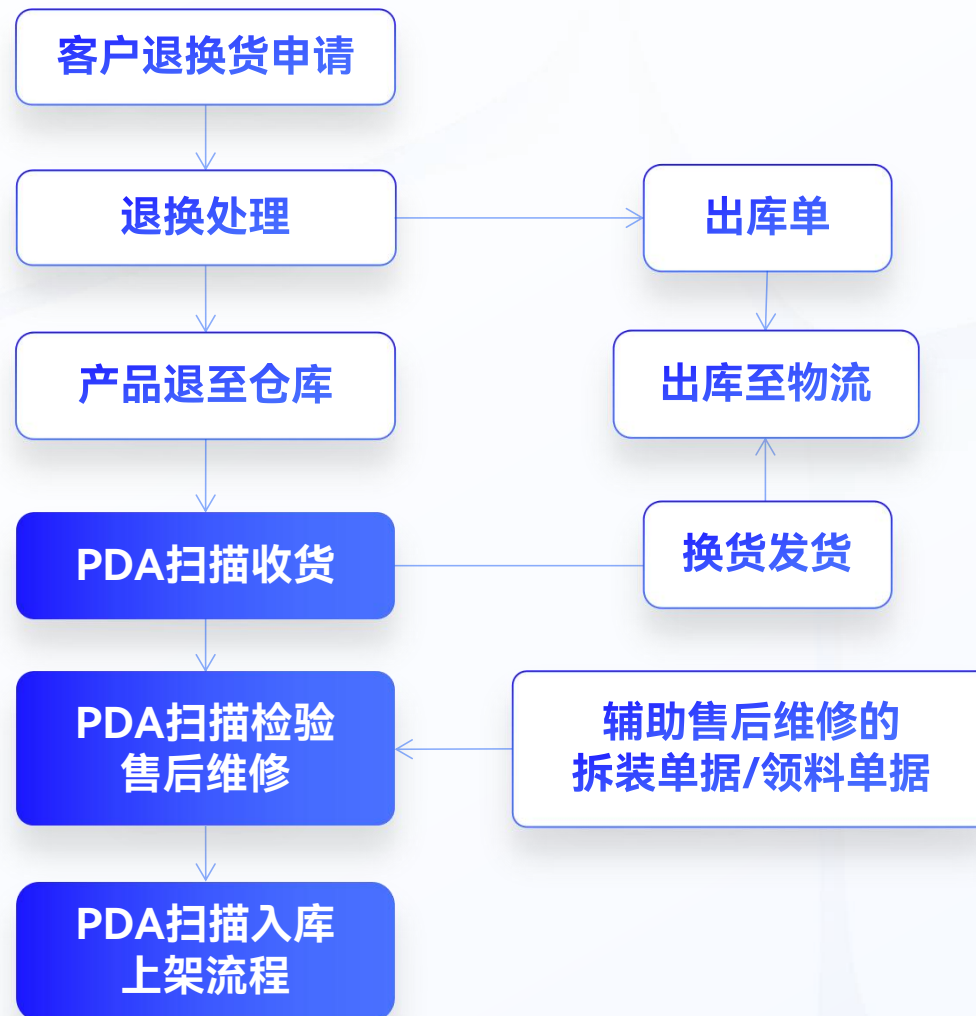 客户退换货申请
退换处理
出库单
产品退至仓库
出库至物流
PDA扫描收货
换货发货
PDA扫描检验
售后维修
辅助售后维修的
拆装单据/领料单据
PDA扫描入库
上架流程